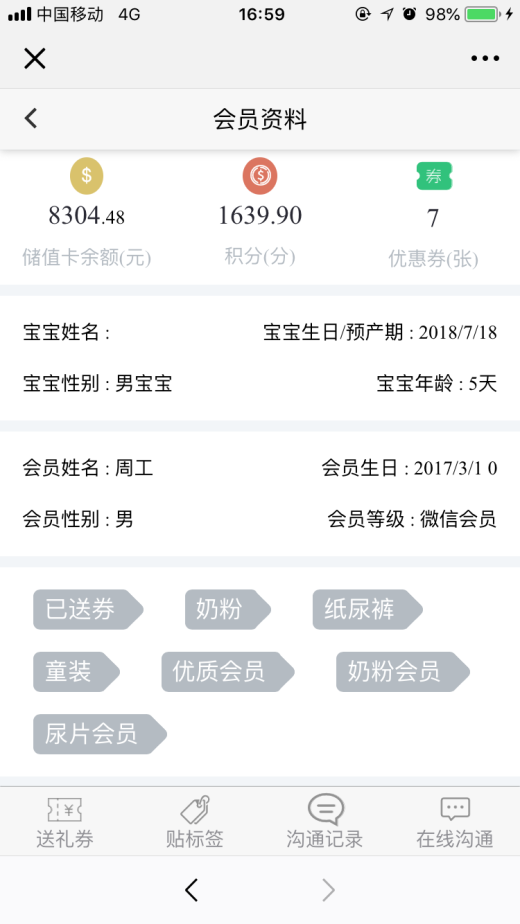 中国移动 4G 16:59 98%
会员资料
$ 券
8304.48 1639.90 7
储值卡余额(元) 积分(分) 优惠券(张)
宝宝姓名 : 宝宝生日/预产期 : 2018/7/18
宝宝性别 : 男宝宝 宝宝年龄 : 5天
会员姓名 : 周工 会员生日 : 2017/3/1 0
会员性别 : 男 会员等级 : 微信会员
已送券 奶粉 纸尿裤
童装 优质会员 奶粉会员
尿片会员
送礼券 贴标签 沟通记录 在线沟通